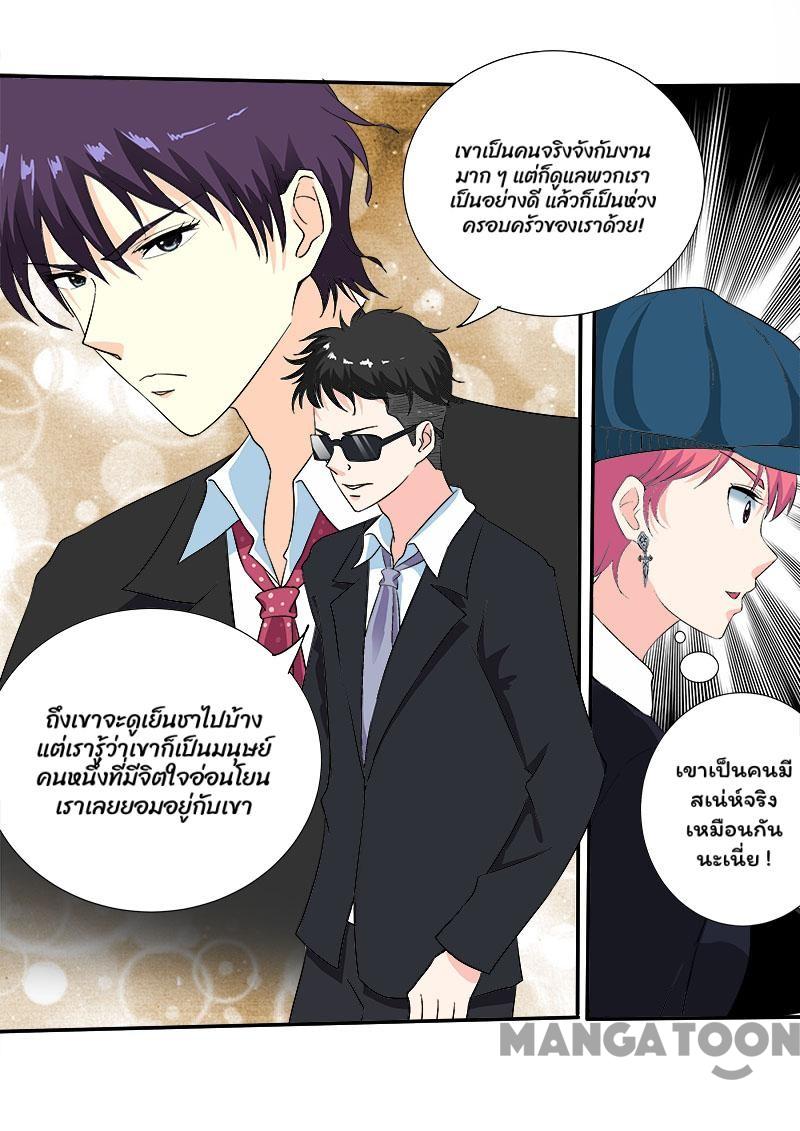 เขาเป็นคนจริงจังกับงาน
มาก ๆ แต่ก็ดูแลพวกเรา
เป็นอย่างดี แล้วก็เป็นห่วง
ครอบครัวของเราด้วย!
ถึงเขาจะดูเย็นชาไปบ้าง
แต่เรารู้ว่าเขาก็เป็นมนุษย์
คนหนึ่งที่มีจิตใจอ่อนโยน
เราเลยยอมอยู่กับเขา
เขาเป็นคนมี
สเน่ห์จริง
เหมือนกัน
นะเนี่ย !
MANGATOON